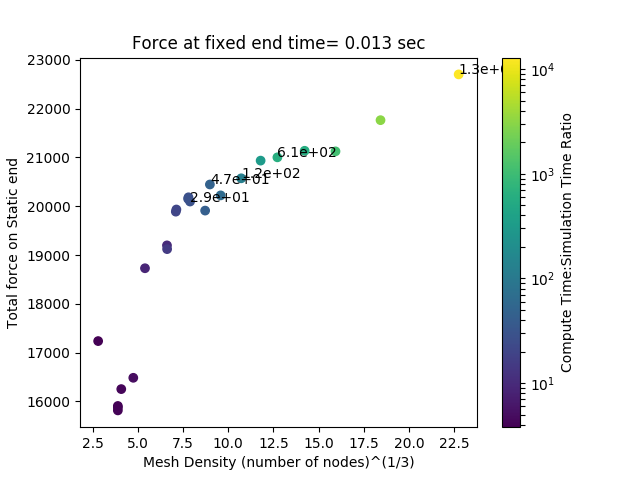 Force at fixed end time= 0.013 sec
Total force on Static end
23000
22000
21000
20000
19000
18000
17000
16000
1.3e+0
6.1e+02
1.2e+02
4.7e+01
2.9e+01
2.5
5.0
7.5
10.0
12.5
15.0
17.5
20.0
22.5
Mesh Density (number of nodes)^(1/3)
10^4
10^3
10^2
10^1
Compute Time:Simulation Time Ratio